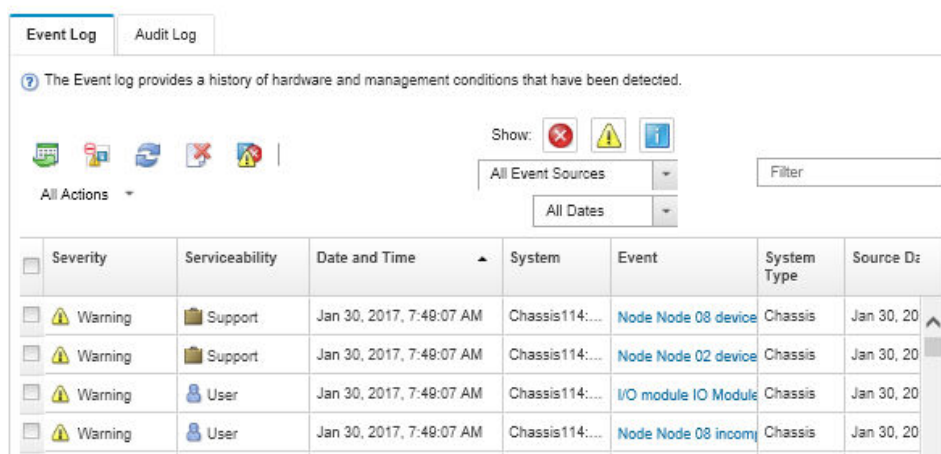 Event Log Audit Log
The Event log provides a history of hardware and management conditions that have been detected.
Show:
All Event Sources Filter
All Actions
All Dates
Severity Serviceability Date and Time System Event System Type Source Da
Warning Support Jan 30, 2017, 7:49:07 AM Chassis114:... Node Node 08 device Chassis Jan 30, 20
Warning Support Jan 30, 2017, 7:49:07 AM Chassis114:... Node Node 02 device Chassis Jan 30, 20
Warning User Jan 30, 2017, 7:49:07 AM Chassis114:... I/O module IO Module Chassis Jan 30, 20
Warning User Jan 30, 2017, 7:49:07 AM Chassis114:... Node Node 08 incomp Chassis Jan 30, 20